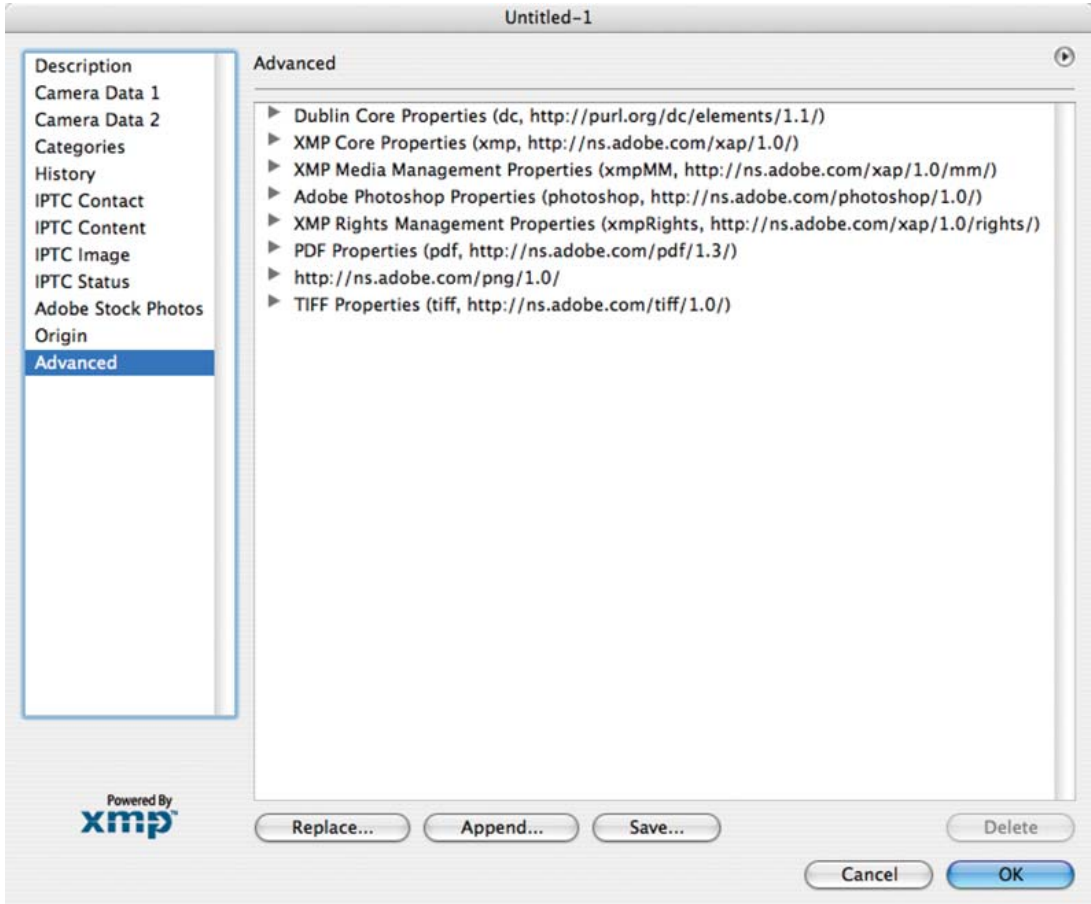 Untitled-1
Description
Camera Data 1
Camera Data 2
Categories
History
IPTC Contact
IPTC Content
IPTC Image
IPTC Status
Adobe Stock Photos
Origin
Advanced
Powered By
xmp™
Advanced
Dublin Core Properties (dc, http://purl.org/dc/elements/1.1/)
XMP Core Properties (xmp, http://ns.adobe.com/xap/1.0/)
XMP Media Management Properties (xmpMM, http://ns.adobe.com/xap/1.0/mm/)
Adobe Photoshop Properties (photoshop, http://ns.adobe.com/photoshop/1.0/)
XMP Rights Management Properties (xmpRights, http://ns.adobe.com/xap/1.0/rights/)
PDF Properties (pdf, http://ns.adobe.com/pdf/1.3/)
http://ns.adobe.com/png/1.0/
TIFF Properties (tiff, http://ns.adobe.com/tiff/1.0/)
Replace...
Append...
Save...
Delete
Cancel
OK